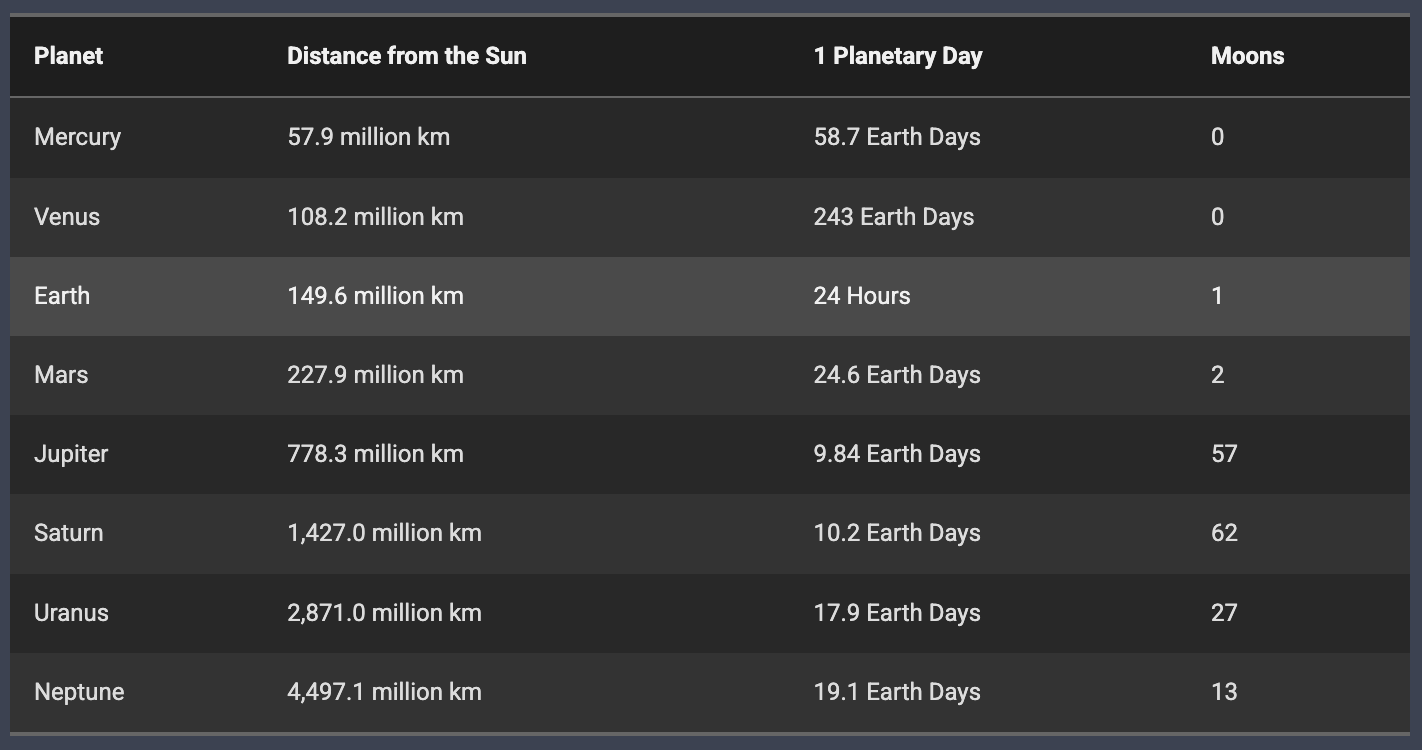 Planet Distance from the Sun 1 Planetary Day Moons
Mercury 57.9 million km 58.7 Earth Days 0
Venus 108.2 million km 243 Earth Days 0
Earth 149.6 million km 24 Hours 1
Mars 227.9 million km 24.6 Earth Days 2
Jupiter 778.3 million km 9.84 Earth Days 57
Saturn 1,427.0 million km 10.2 Earth Days 62
Uranus 2,871.0 million km 17.9 Earth Days 27
Neptune 4,497.1 million km 19.1 Earth Days 13